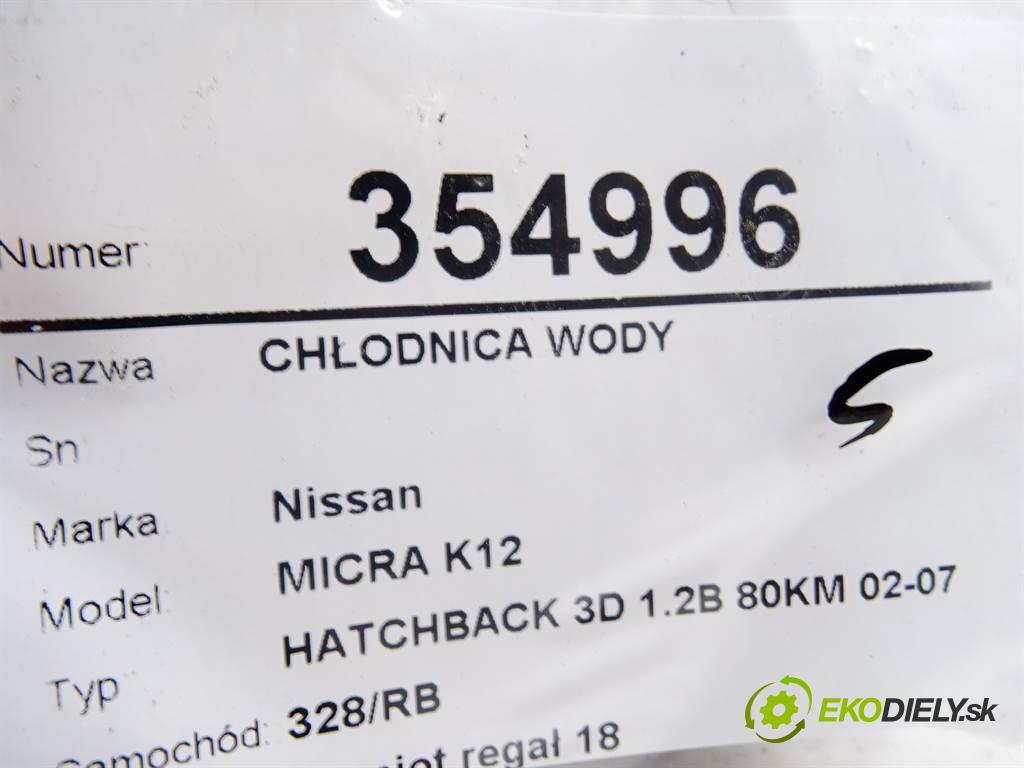 Numer: 354996
Nazwa CHŁODNICA WODY
5
Sn
Marka Nissan
Model: MICRA K12
Typ HATCHBACK 3D 1.2B 80KM 02-07
Samochód: 328/RB
regał 18
EKODIELY.sk